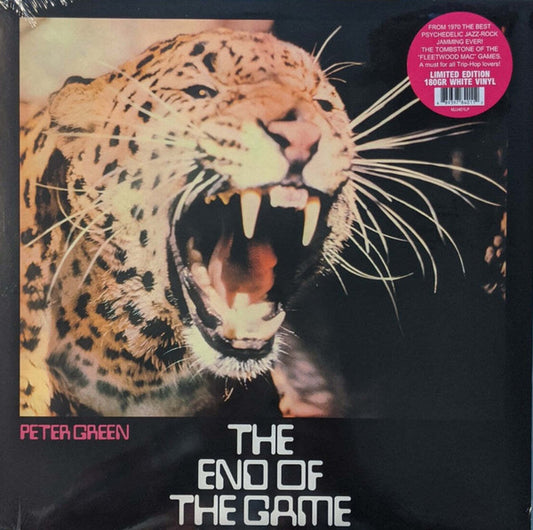 FROM 1970 THE BEST
PSYCHEDELIC JAZZ-ROCK
JAMMING EVER!
THE TOMBSTONE OF THE
"FLEETWOOD MAC" GAMES.
A must for all Trip-Hop lovers!
LIMITED EDITION
180GR WHITE VINYL
PETER GREEN
THE
END OF
THE GAME